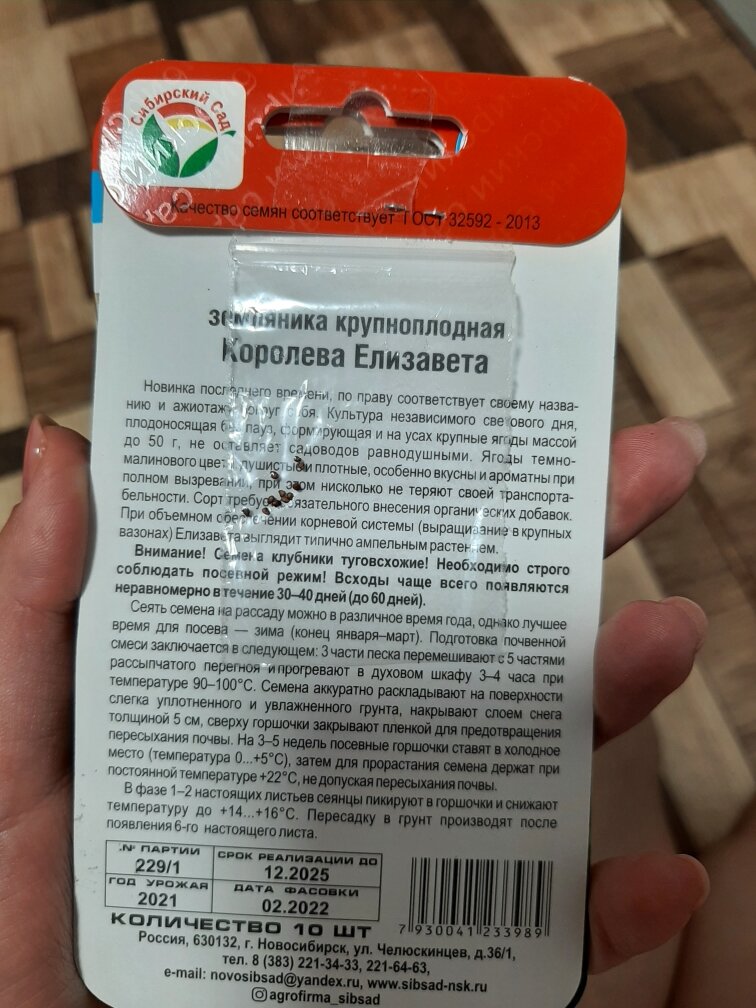 Сибирский Сад
Качество семян соответствует ГОСТ 32592 - 2013
земляника крупноплодная
Королева Елизавета
Новинка последнего времени, по праву соответствует своему назва-
нию и ажиотажу вокруг себя. Культура независимого светового дня,
плодоносящая без пауз, формирующая и на усах крупные ягоды массой
до 50 г, не оставляет садоводов равнодушными. Ягоды темно-
малинового цвета, душистые и плотные, особенно вкусны и ароматны при
полном вызревании, при этом нисколько не теряют своей транспорта-
бельности. Сорт требует обязательного внесения органических добавок.
При объемном обеспечении корневой системы (выращивание в крупных
вазонах) Елизавета выглядит типично ампельным растением.
Внимание! Семена клубники туговсхожие! Необходимо строго
соблюдать посевной режим! Всходы чаще всего появляются
неравномерно в течение 30–40 дней (до 60 дней).
Сеять семена на рассаду можно в различное время года, однако лучшее
время для посева — зима (конец января–март). Подготовка почвенной
смеси заключается в следующем: 3 части песка перемешивают с 5 частями
рассыпчатого перегноя и прогревают в духовом шкафу 3–4 часа при
температуре 90–100°С. Семена аккуратно раскладывают на поверхности
слегка уплотненного и увлажненного грунта, накрывают слоем снега
толщиной 5 см, сверху горшочки закрывают пленкой для предотвращения
пересыхания почвы. На 3–5 недель посевные горшочки ставят в холодное
место (температура 0...+5°С), затем для прорастания семена держат при
постоянной температуре +22°С, не допуская пересыхания почвы.
В фазе 1–2 настоящих листьев сеянцы пикируют в горшочки и снижают
температуру до +14...+16°С. Пересадку в грунт производят после
появления 6-го настоящего листа.
№ ПАРТИИ
229/1
СРОК РЕАЛИЗАЦИИ ДО
12.2025
ГОД УРОЖАЯ
2021
ДАТА ФАСОВКИ
02.2022
КОЛИЧЕСТВО 10 ШТ
7 930041 233989
Россия, 630132, г. Новосибирск, ул. Челюскинцев, д.36/1,
тел. 8 (383) 221-34-33, 221-64-63,
e-mail: novosibsad@yandex.ru, www.sibsad-nsk.ru
agrofirma_sibsad